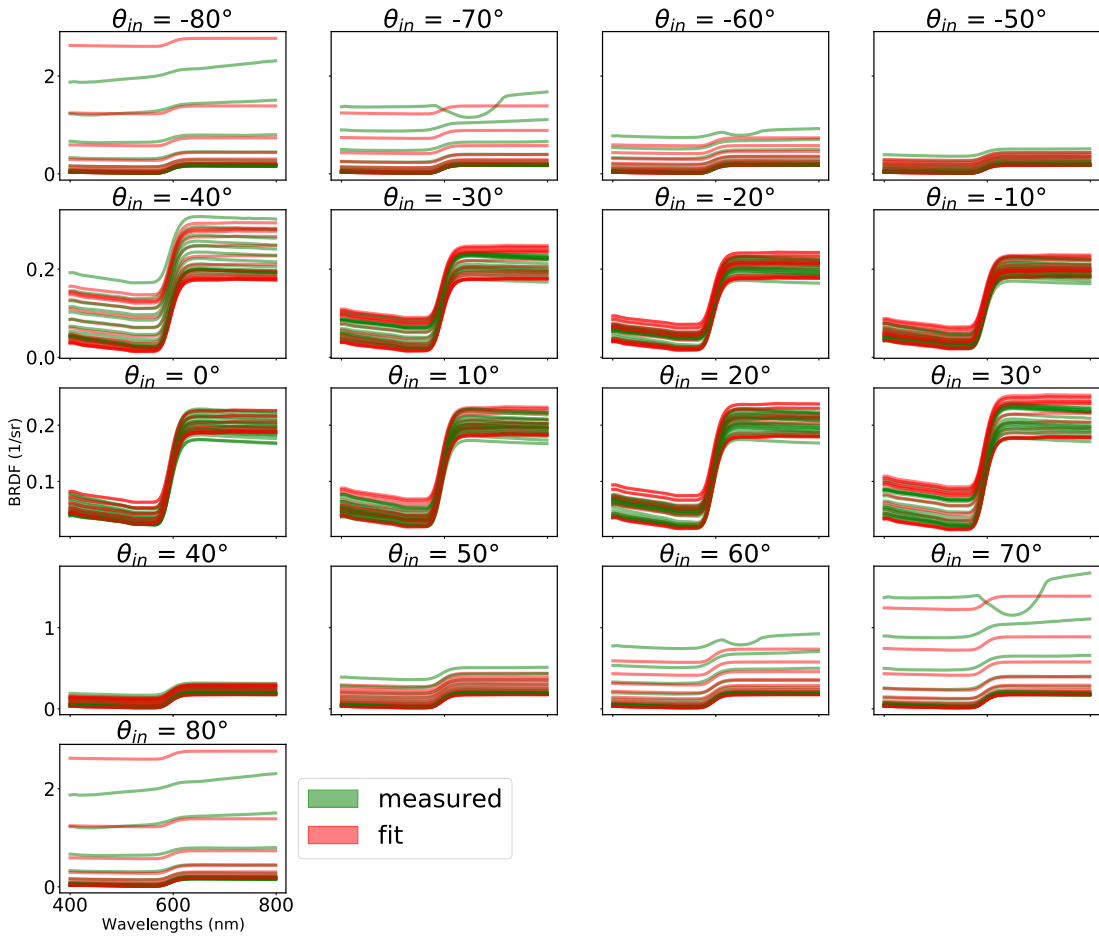 θin = -80°
θin = -70°
θin = -60°
θin = -50°
2
1
0
θin = -40°
θin = -30°
θin = -20°
θin = -10°
0.2
0.0
θin = 0°
θin = 10°
θin = 20°
θin = 30°
BRDF (1/sr)
0.2
0.1
θin = 40°
θin = 50°
θin = 60°
θin = 70°
1
0
θin = 80°
2
0
400 600 800
Wavelengths (nm)
measured
fit